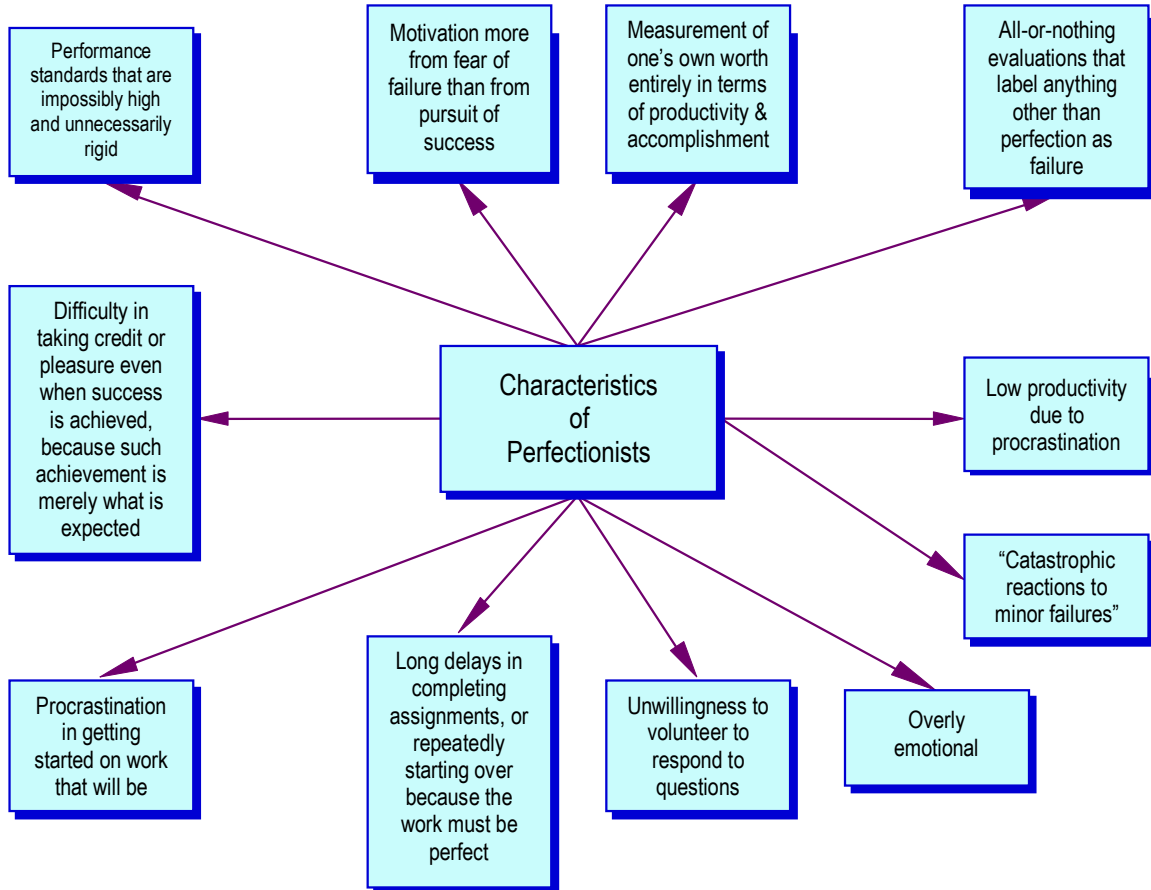 Performance
standards that are
impossibly high
and unnecessarily
rigid
Motivation more
from fear of
failure than from
pursuit of
success
Measurement of
one’s own worth
entirely in terms
of productivity &
accomplishment
All-or-nothing
evaluations that
label anything
other than
perfection as
failure
Difficulty in
taking credit or
pleasure even
when success
is achieved,
because such
achievement is
merely what is
expected
Characteristics
of
Perfectionists
Low productivity
due to
procrastination
“Catastrophic
reactions to
minor failures”
Procrastination
in getting
started on work
that will be
Long delays in
completing
assignments, or
repeatedly
starting over
because the
work must be
perfect
Unwillingness to
volunteer to
respond to
questions
Overly
emotional